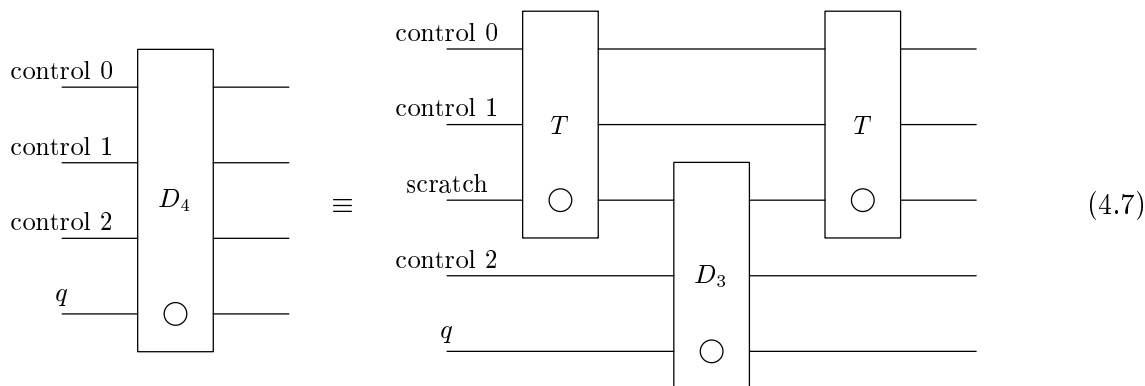 control 0
control 1
D₄
control 2
q
≡
control 0
control 1
T
T
scratch
control 2
D₃
q
(4.7)